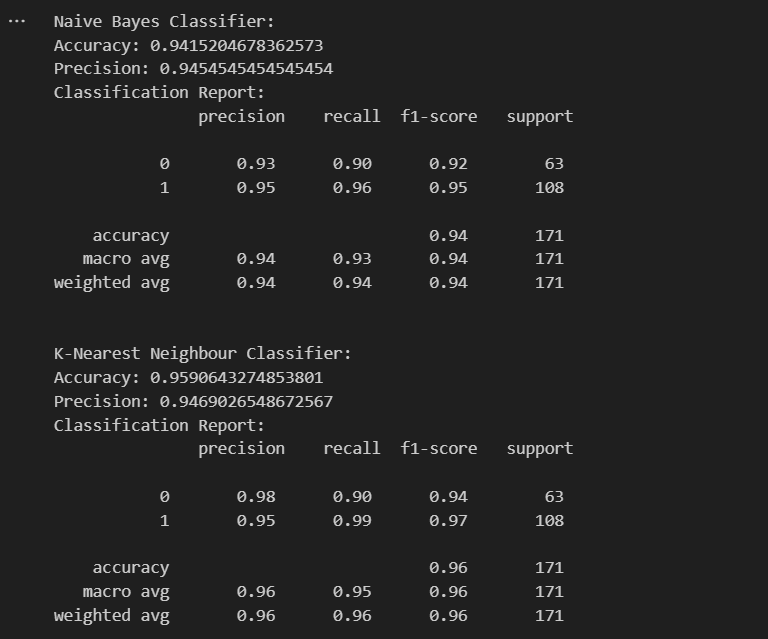 ...
Naive Bayes Classifier:
Accuracy: 0.9415204678362573
Precision: 0.9454545454545454
Classification Report:
precision recall f1-score support
0 0.93 0.90 0.92 63
1 0.95 0.96 0.95 108
accuracy 0.94 171
macro avg 0.94 0.93 0.94 171
weighted avg 0.94 0.94 0.94 171
K-Nearest Neighbour Classifier:
Accuracy: 0.9590643274853801
Precision: 0.9469026548672567
Classification Report:
precision recall f1-score support
0 0.98 0.90 0.94 63
1 0.95 0.99 0.97 108
accuracy 0.96 171
macro avg 0.96 0.95 0.96 171
weighted avg 0.96 0.96 0.96 171